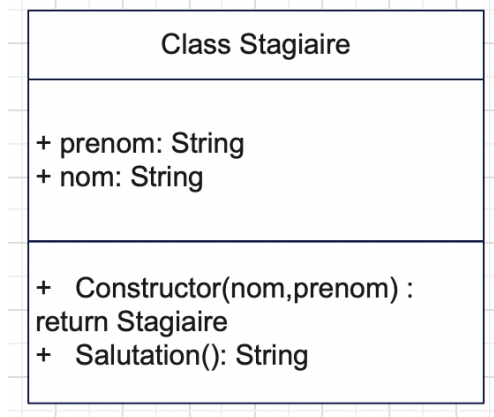 Class Stagiaire
+ prenom: String
+ nom: String
+ Constructor(nom,prenom) :
return Stagiaire
+ Salutation(): String